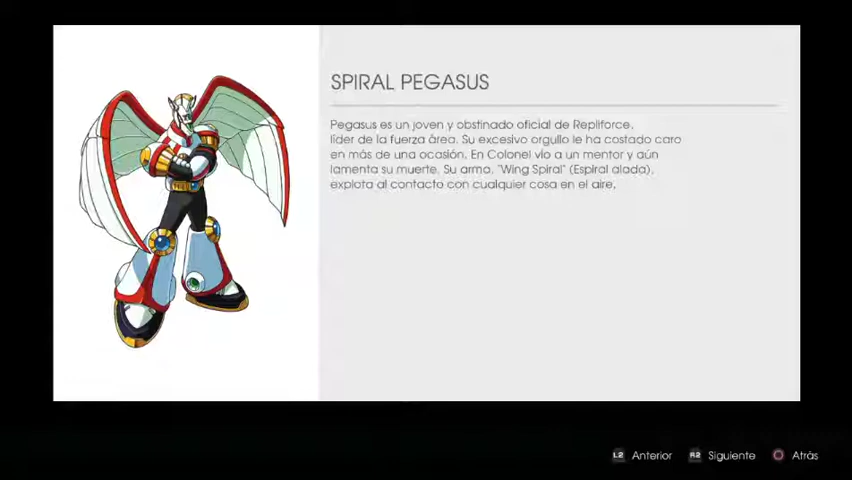 SPIRAL PEGASUS
Pegasus es un joven y obstinado oficial de Repliforce,
líder de la fuerza área. Su excesivo orgullo le ha costado caro
en más de una ocasión. En Colonel vio a un mentor y aún
lamenta su muerte. Su arma, "Wing Spiral" (Espiral alada),
explota al contacto con cualquier cosa en el aire.
L2 Anterior R2 Siguiente Atrás